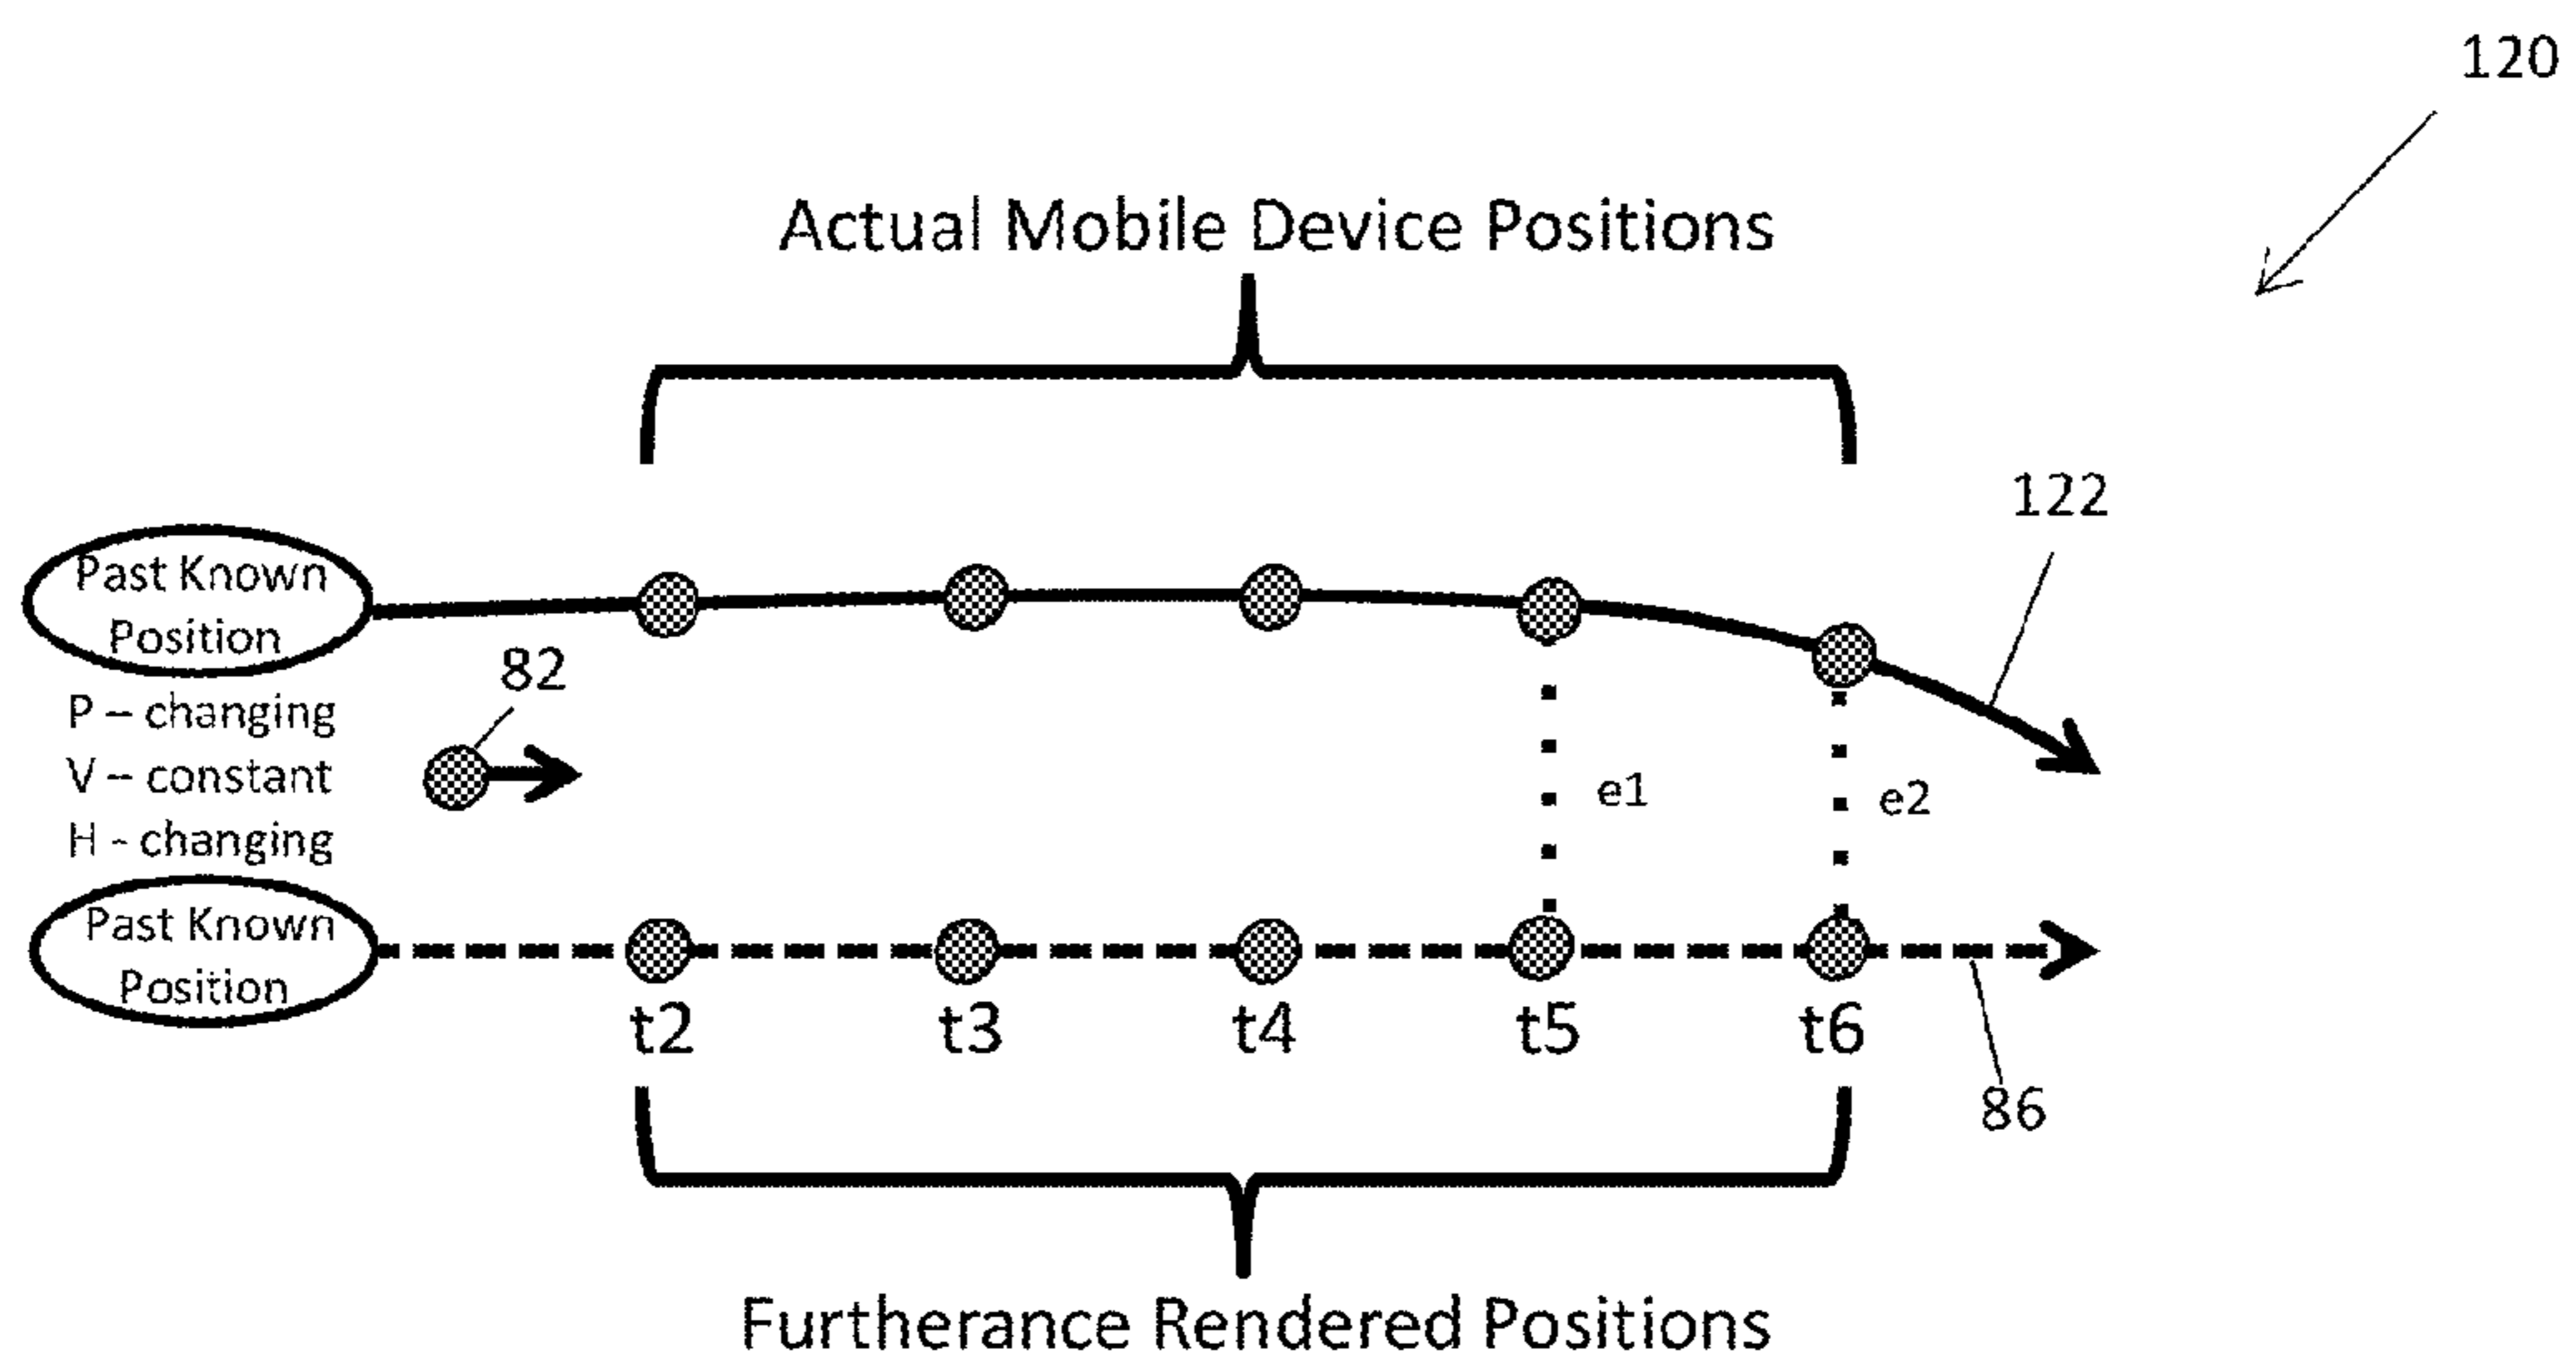 120
Actual Mobile Device Positions
122
Past Known
Position
82
P – changing
V – constant
H - changing
e1
e2
Past Known
Position
t2 t3 t4 t5 t6
86
Furtherance Rendered Positions